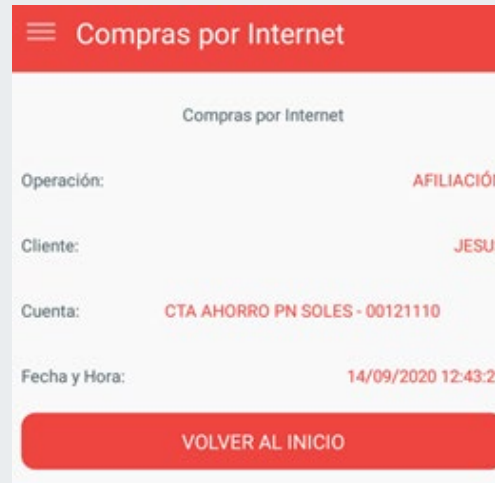 Compras por Internet
Compras por Internet
Operación: AFILIACIÓN
Cliente: JESU
Cuenta: CTA AHORRO PN SOLES - 00121110
Fecha y Hora: 14/09/2020 12:43:2
VOLVER AL INICIO